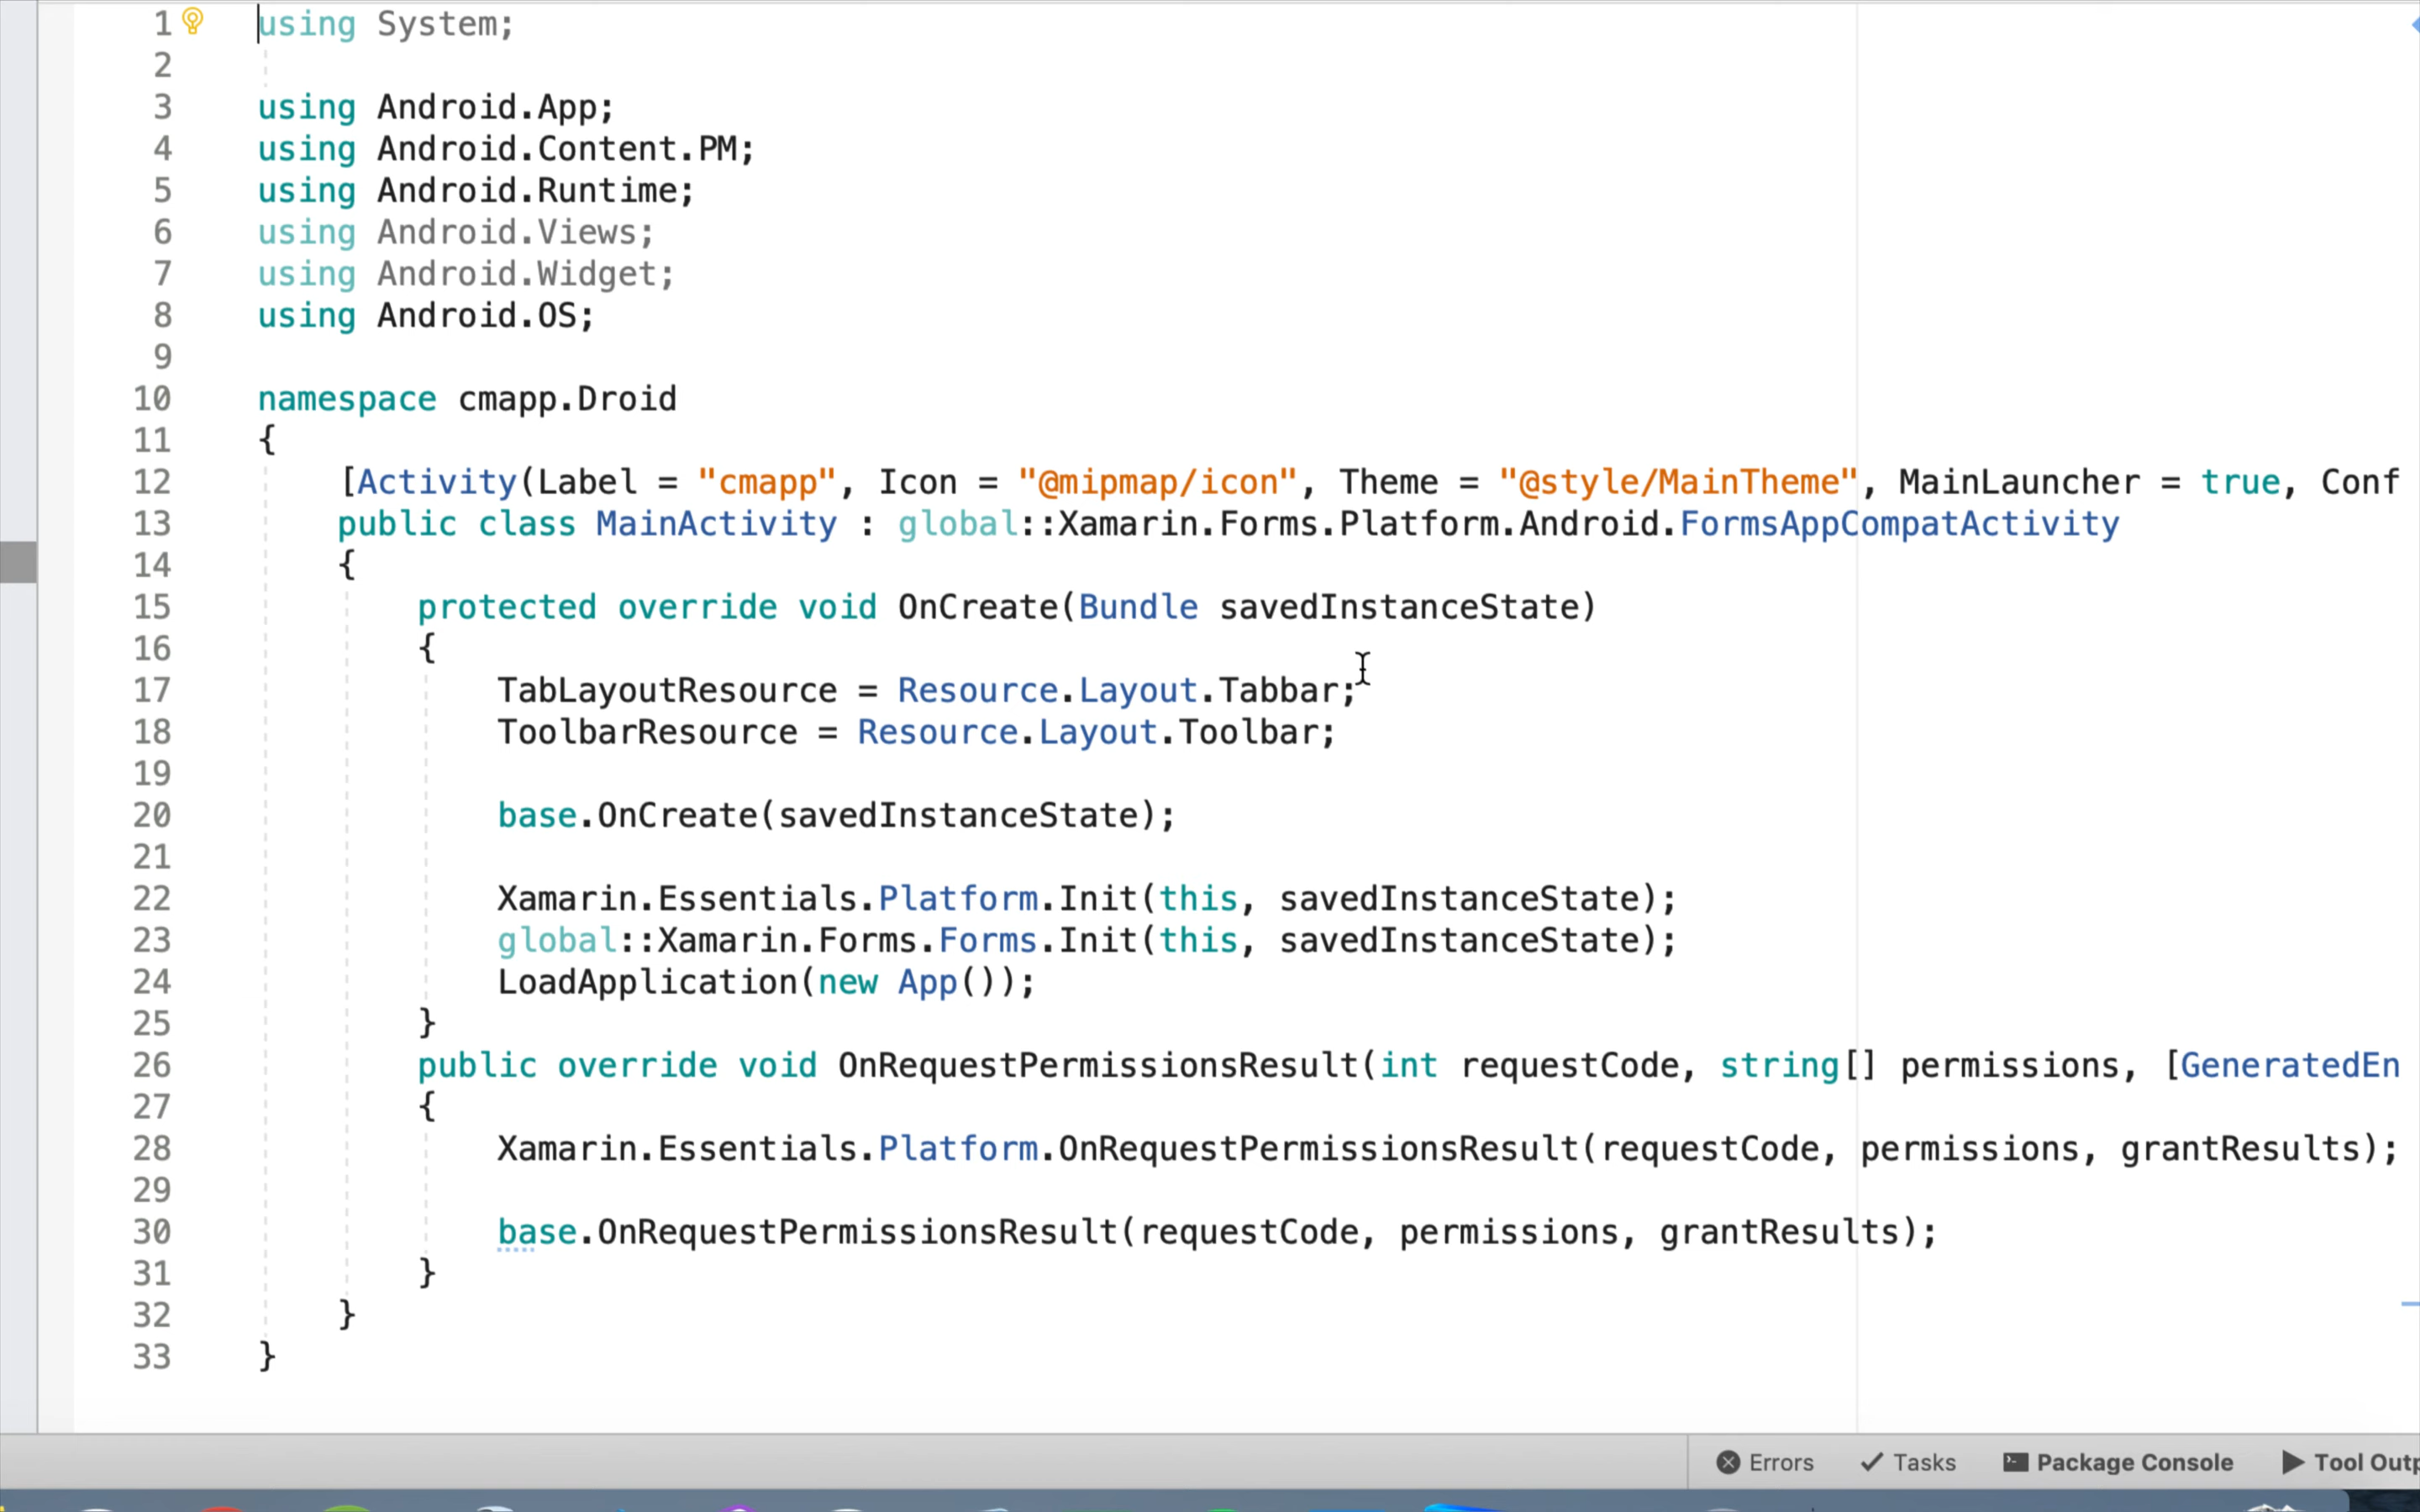 1 using System;
2
3 using Android.App;
4 using Android.Content.PM;
5 using Android.Runtime;
6 using Android.Views;
7 using Android.Widget;
8 using Android.OS;
9
10 namespace cmapp.Droid
11 {
12 [Activity(Label = "cmapp", Icon = "@mipmap/icon", Theme = "@style/MainTheme", MainLauncher = true, Conf
13 public class MainActivity : global::Xamarin.Forms.Platform.Android.FormsAppCompatActivity
14 {
15 protected override void OnCreate(Bundle savedInstanceState)
16 {
17 TabLayoutResource = Resource.Layout.Tabbar;
18 ToolbarResource = Resource.Layout.Toolbar;
19
20 base.OnCreate(savedInstanceState);
21
22 Xamarin.Essentials.Platform.Init(this, savedInstanceState);
23 global::Xamarin.Forms.Forms.Init(this, savedInstanceState);
24 LoadApplication(new App());
25 }
26 public override void OnRequestPermissionsResult(int requestCode, string[] permissions, [GeneratedEn
27 {
28 Xamarin.Essentials.Platform.OnRequestPermissionsResult(requestCode, permissions, grantResults);
29
30 base.OnRequestPermissionsResult(requestCode, permissions, grantResults);
31 }
32 }
33 }
Errors Tasks Package Console Tool Outp